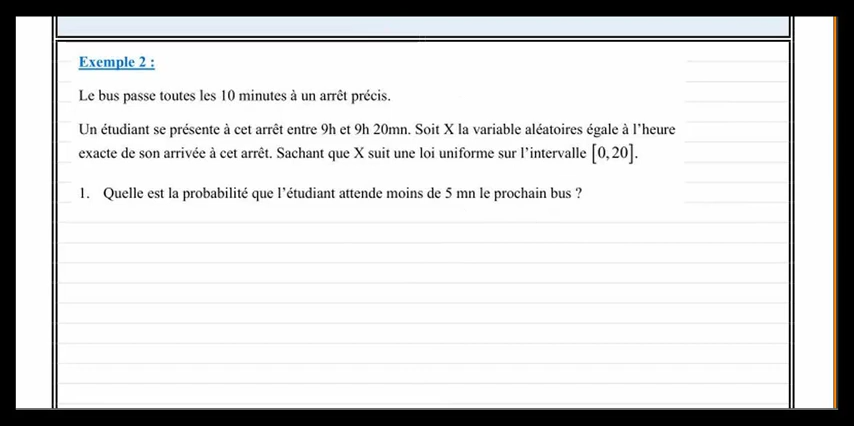 Exemple 2 :
Le bus passe toutes les 10 minutes à un arrêt précis.
Un étudiant se présente à cet arrêt entre 9h et 9h 20mn. Soit X la variable aléatoires égale à l'heure
exacte de son arrivée à cet arrêt. Sachant que X suit une loi uniforme sur l'intervalle [0,20].
1. Quelle est la probabilité que l'étudiant attende moins de 5 mn le prochain bus ?